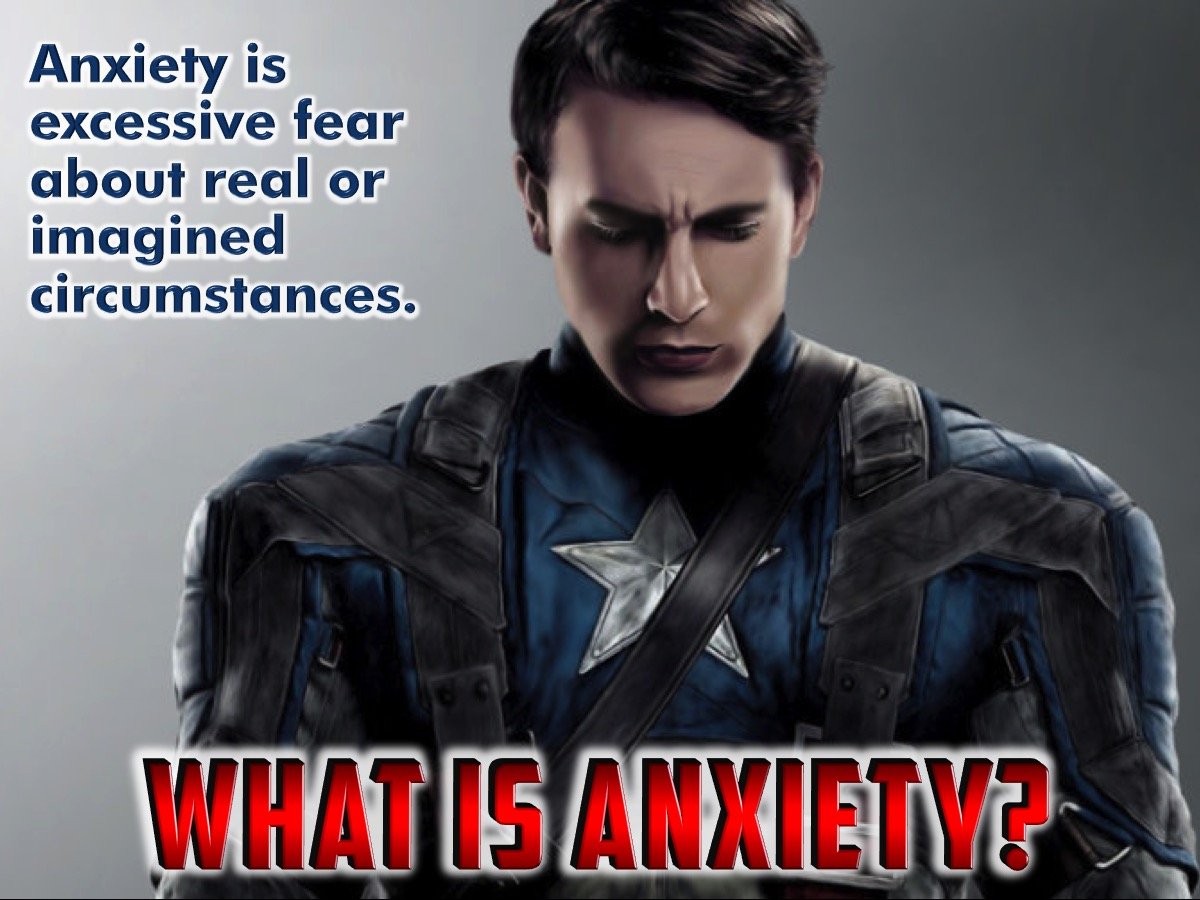 Anxiety is
excessive fear
about real or
imagined
circumstances.
WHAT IS ANXIETY?